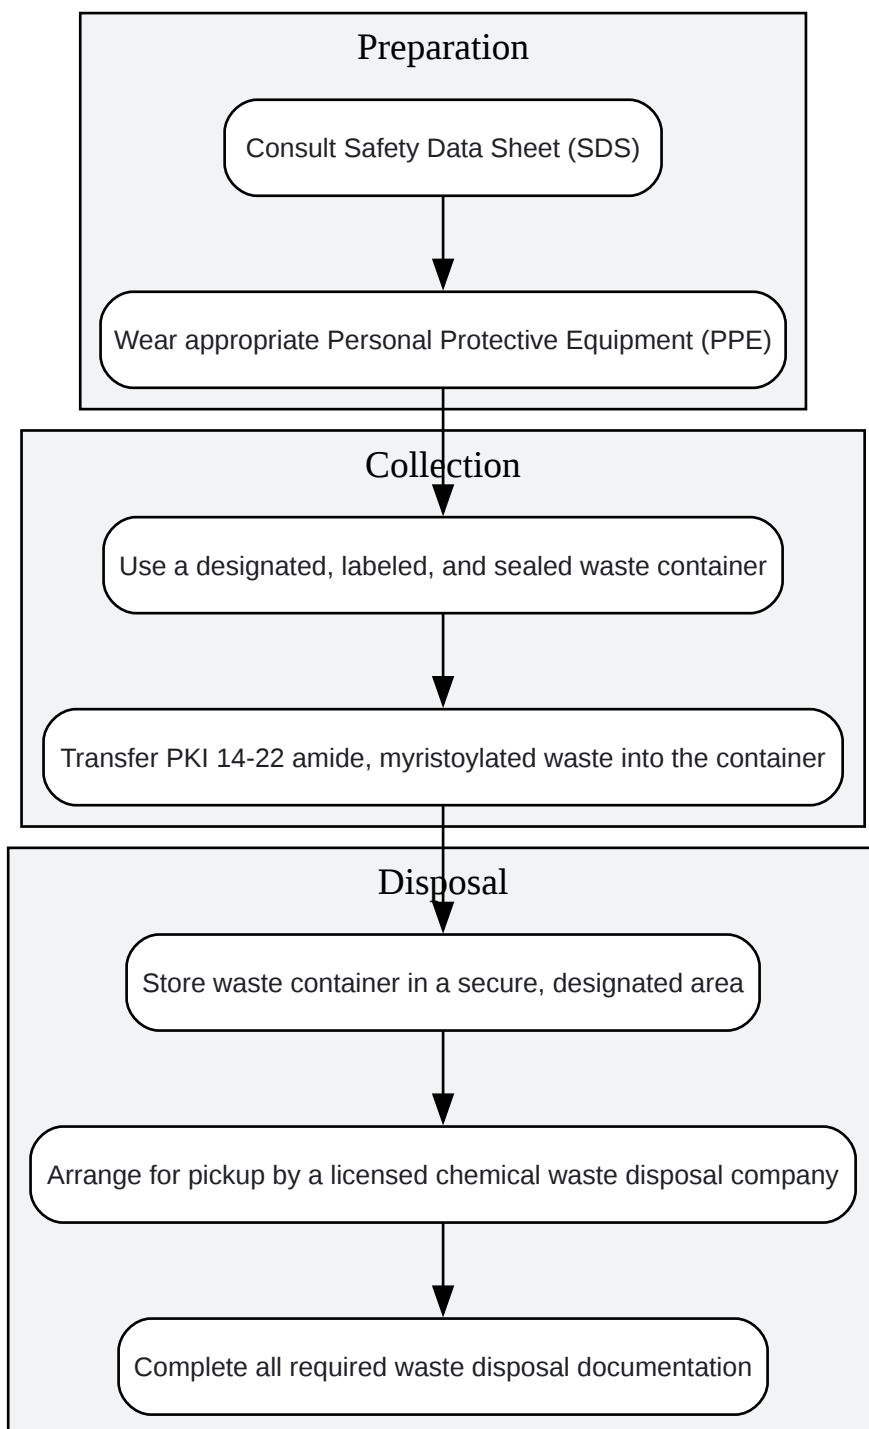 Preparation
Consult Safety Data Sheet (SDS)
Wear appropriate Personal Protective Equipment (PPE)
Collection
Use a designated, labeled, and sealed waste container
Transfer PKI 14-22 amide, myristoylated waste into the container
Disposal
Store waste container in a secure, designated area
Arrange for pickup by a licensed chemical waste disposal company
Complete all required waste disposal documentation